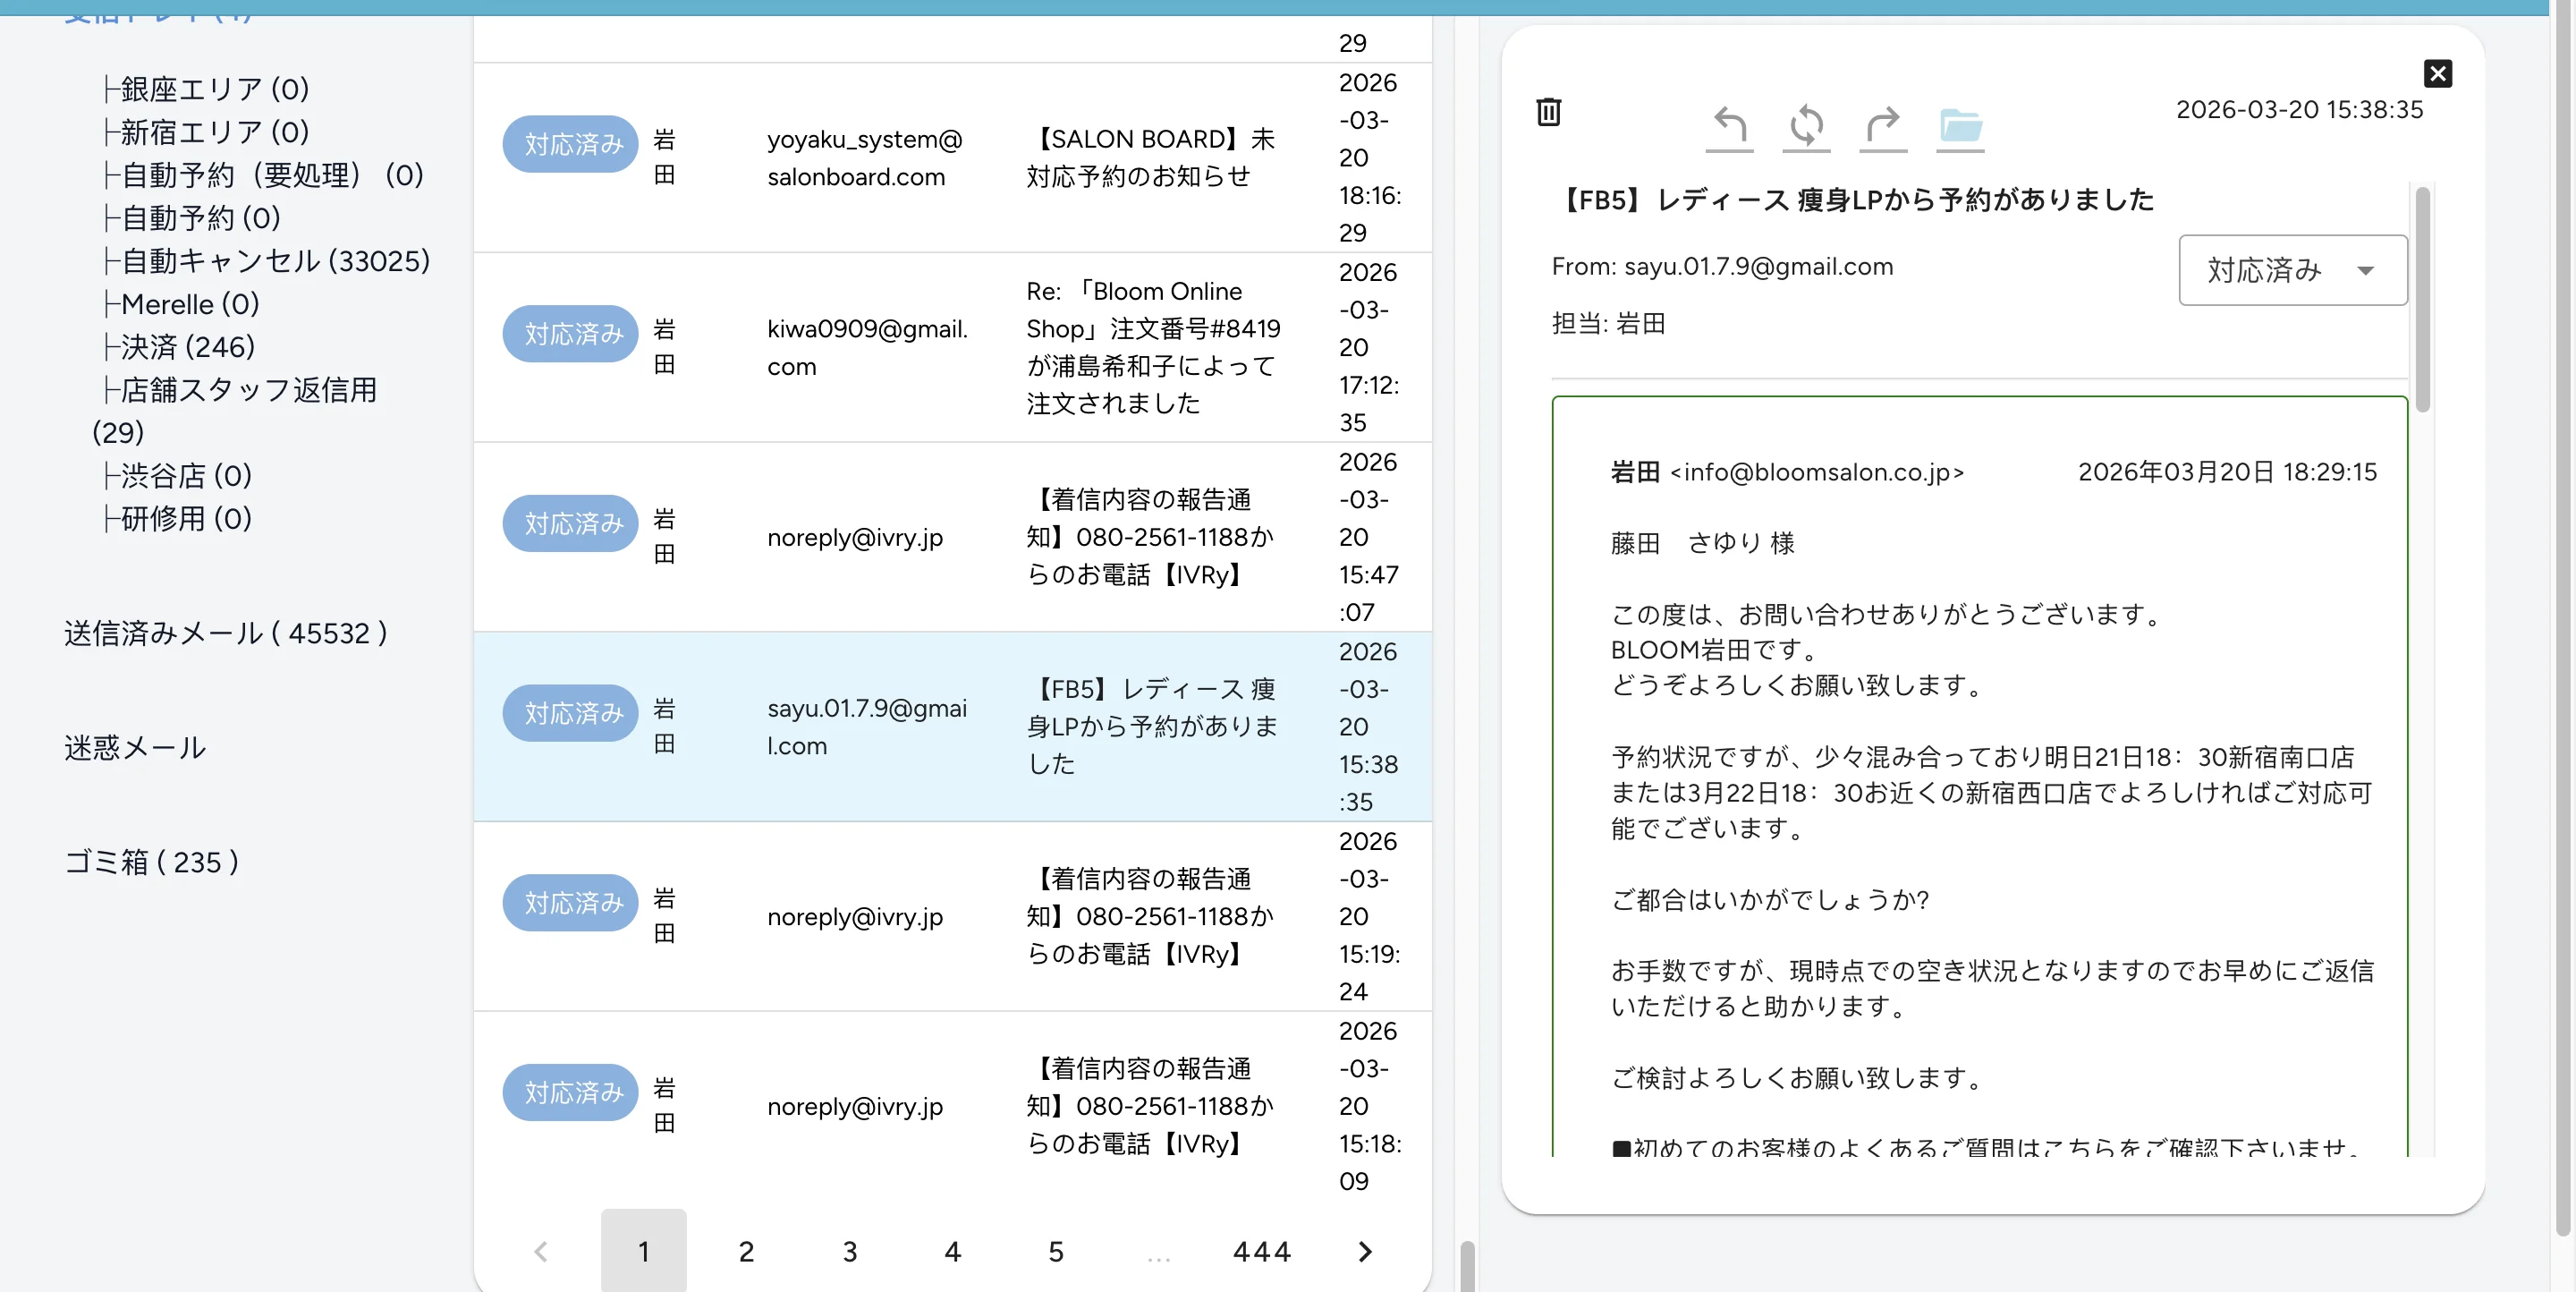 ├銀座エリア (0)
├新宿エリア (0)
├自動予約（要処理） (0)
├自動予約 (0)
├自動キャンセル (33025)
├Merelle (0)
├決済 (246)
├店舗スタッフ返信用
(29)
├渋谷店 (0)
├研修用 (0)
送信済みメール ( 45532 )
迷惑メール
ゴミ箱 ( 235 )
29
対応済み
岩
田
yoyaku_system@
salonboard.com
【SALON BOARD】未
対応予約のお知らせ
2026
-03-
20
18:16:
29
対応済み
岩
田
kiwa0909@gmail.
com
Re: 「Bloom Online
Shop」注文番号#8419
が浦島希和子によって
注文されました
2026
-03-
20
17:12:
35
対応済み
岩
田
noreply@ivry.jp
【着信内容の報告通
知】080-2561-1188か
らのお電話【IVRy】
2026
-03-
20
15:47
:07
対応済み
岩
田
sayu.01.7.9@gmai
l.com
【FB5】レディース 痩
身LPから予約がありま
した
2026
-03-
20
15:38
:35
対応済み
岩
田
noreply@ivry.jp
【着信内容の報告通
知】080-2561-1188か
らのお電話【IVRy】
2026
-03-
20
15:19:
24
対応済み
岩
田
noreply@ivry.jp
【着信内容の報告通
知】080-2561-1188か
らのお電話【IVRy】
2026
-03-
20
15:18:
09
1 2 3 4 5 ... 444
2026-03-20 15:38:35
【FB5】レディース 痩身LPから予約がありました
From: sayu.01.7.9@gmail.com
対応済み
担当: 岩田
岩田 <info@bloomsalon.co.jp> 2026年03月20日 18:29:15
藤田　さゆり 様
この度は、お問い合わせありがとうございます。
BLOOM岩田です。
どうぞよろしくお願い致します。
予約状況ですが、少々混み合っており明日21日18：30新宿南口店
または3月22日18：30お近くの新宿西口店でよろしければご対応可
能でございます。
ご都合はいかがでしょうか?
お手数ですが、現時点での空き状況となりますのでお早めにご返信
いただけると助かります。
ご検討よろしくお願い致します。
■初めてのお客様のよくあるご質問はこちらをご確認下さいませ。